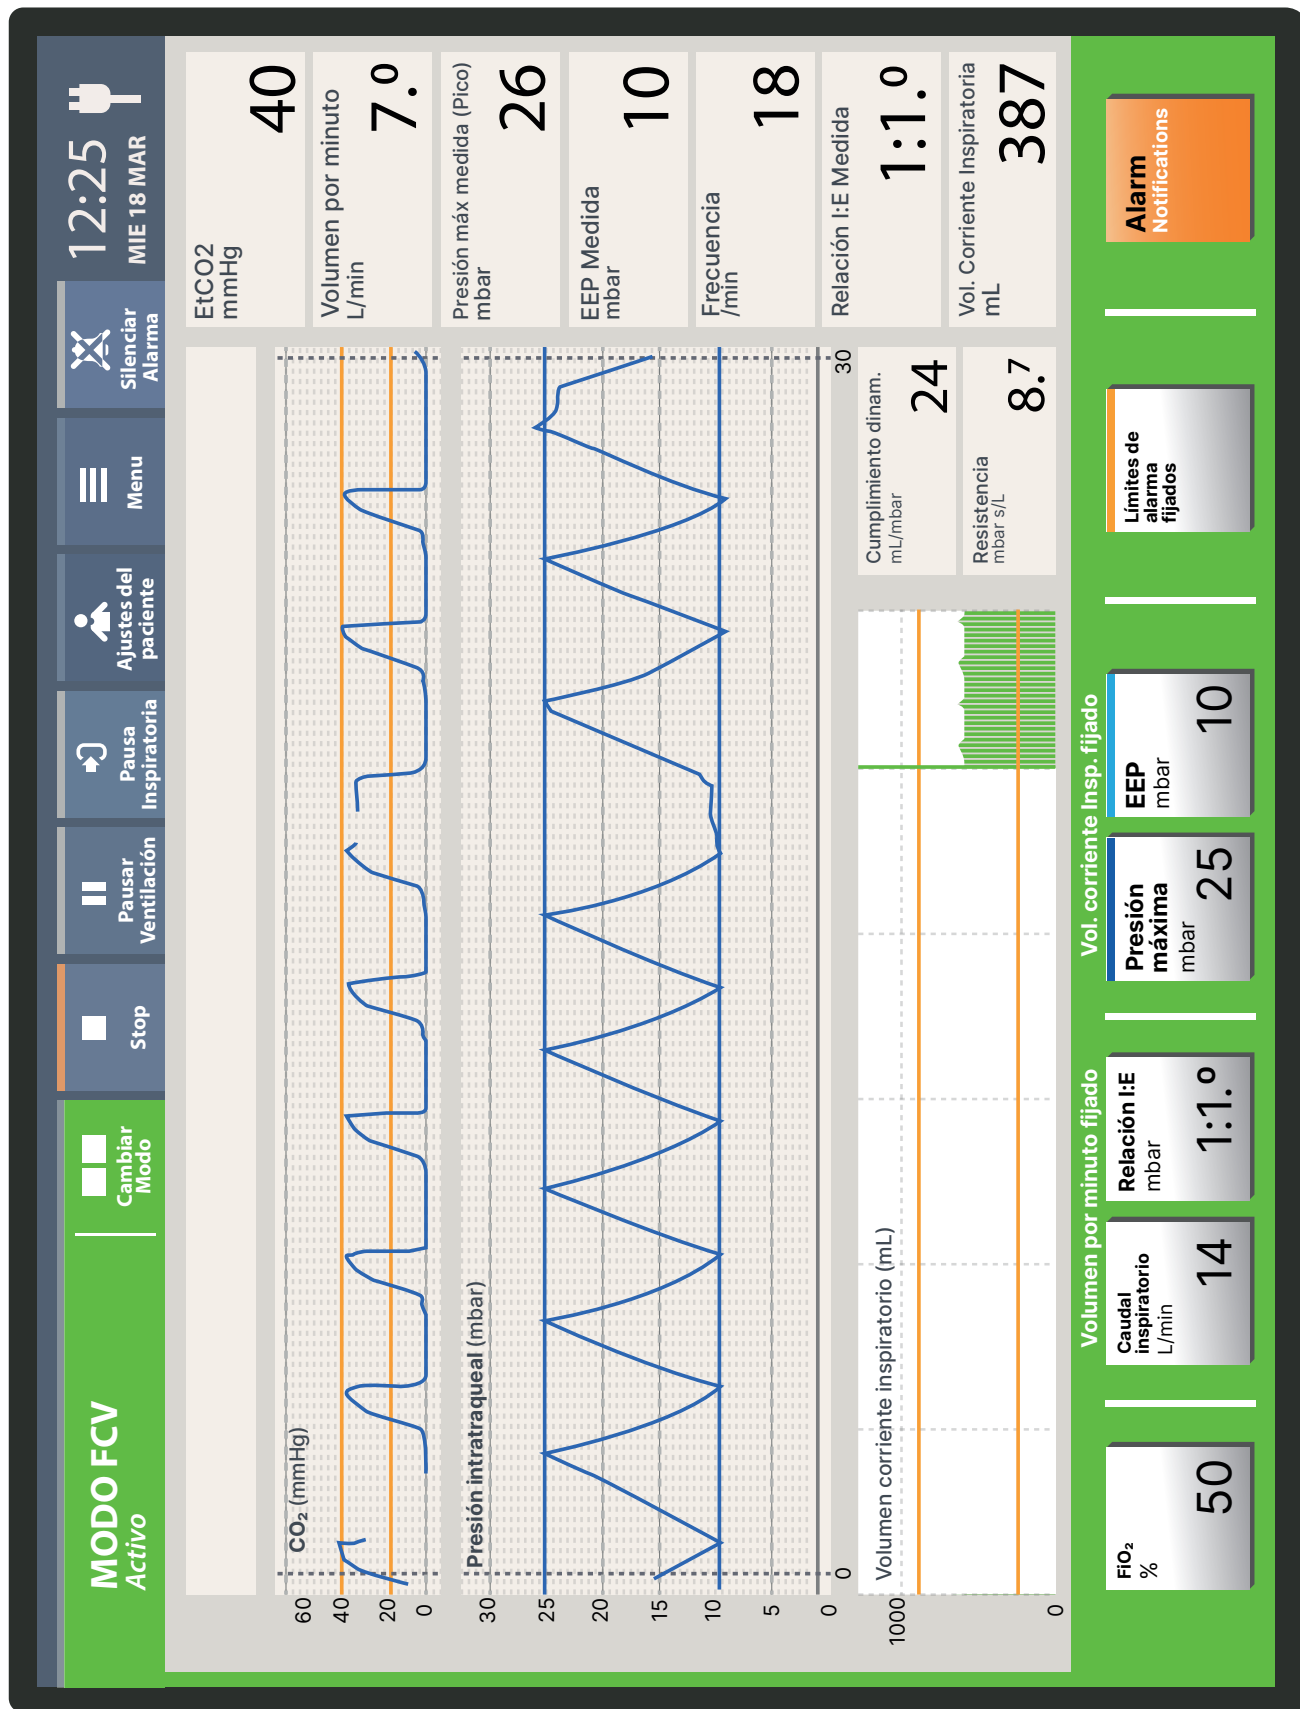 MODO FCV
Activo
Cambiar
Modo
Stop
Pausar
Ventilación
Pausa
Inspiratoria
Ajustes del
paciente
Menu
Silenciar
Alarma
12:25
MIE 18 MAR
CO₂ (mmHg)
60
40
20
0
Presión intratraqueal (mbar)
30
25
20
15
10
5
0
0
30
Volumen corriente inspiratorio (mL)
1000
0
Cumplimiento dinam.
mL/mbar
24
Resistencia
mbar s/L
8.⁷
EtCO2
mmHg
40
Volumen por minuto
L/min
7.⁰
Presión máx medida (Pico)
mbar
26
EEP Medida
mbar
10
Frecuencia
/min
18
Relación I:E Medida
1:1.⁰
Vol. Corriente Inspiratoria
mL
387
FiO₂
%
50
Volumen por minuto fijado
Caudal
inspiratorio
L/min
14
Relación I:E
mbar
1:1.⁰
Vol. corriente Insp. fijado
Presión
máxima
mbar
25
EEP
mbar
10
Límites de
alarma
fijados
Alarm
Notifications